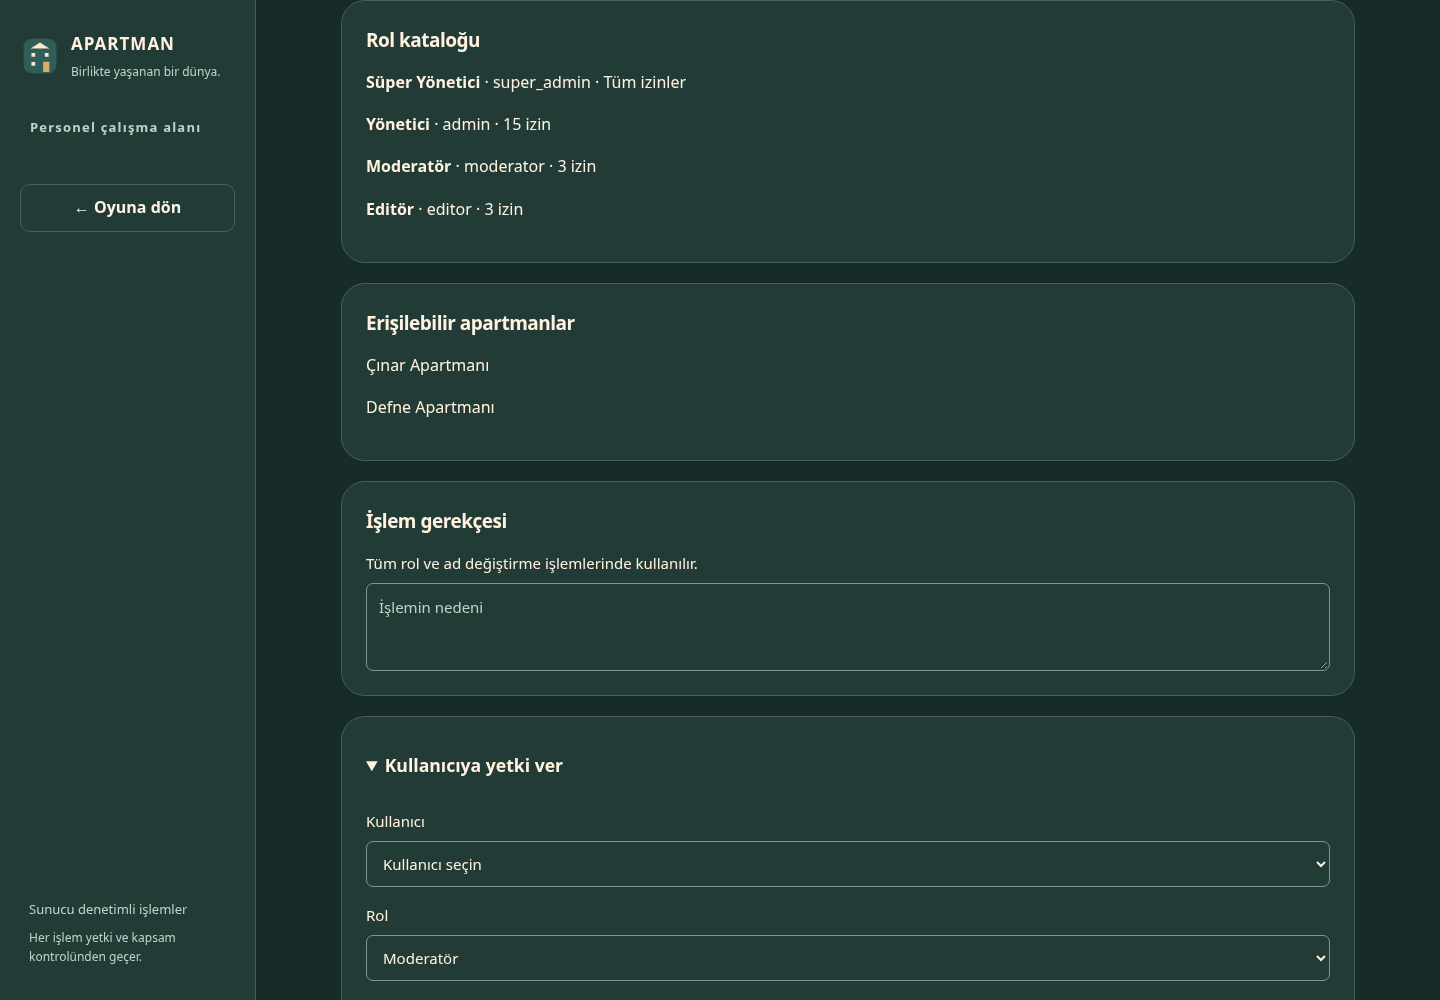 APARTMAN
Birlikte yaşanan bir dünya.
Personel çalışma alanı
← Oyuna dön
Sunucu denetimli işlemler
Her işlem yetki ve kapsam
kontrolünden geçer.
Rol kataloğu
Süper Yönetici · super_admin · Tüm izinler
Yönetici · admin · 15 izin
Moderatör · moderator · 3 izin
Editör · editor · 3 izin
Erişilebilir apartmanlar
Çınar Apartmanı
Defne Apartmanı
İşlem gerekçesi
Tüm rol ve ad değiştirme işlemlerinde kullanılır.
İşlemin nedeni
▼ Kullanıcıya yetki ver
Kullanıcı
Kullanıcı seçin
Rol
Moderatör